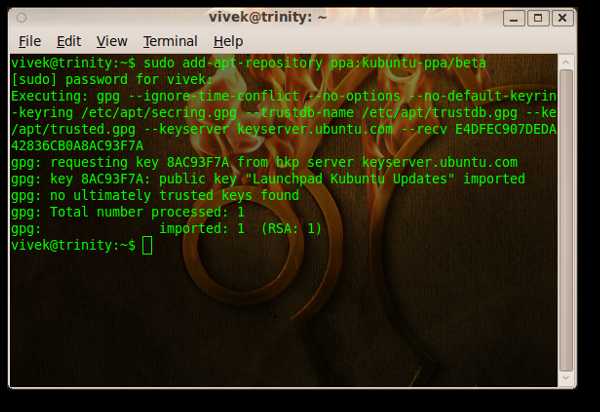 vivek@trinity: ~
File Edit View Terminal Help
vivek@trinity:~$ sudo add-apt-repository ppa:kubuntu-ppa/beta
[sudo] password for vivek:
Executing: gpg --ignore-time-conflict --no-options --no-default-keyrin
-keyring /etc/apt/secring.gpg --trustdb-name /etc/apt/trustdb.gpg --ke
/apt/trusted.gpg --keyserver keyserver.ubuntu.com --recv E4DFEC907DEDA
42836CB0A8AC93F7A
gpg: requesting key 8AC93F7A from hkp server keyserver.ubuntu.com
gpg: key 8AC93F7A: public key "Launchpad Kubuntu Updates" imported
gpg: no ultimately trusted keys found
gpg: Total number processed: 1
gpg:               imported: 1  (RSA: 1)
vivek@trinity:~$